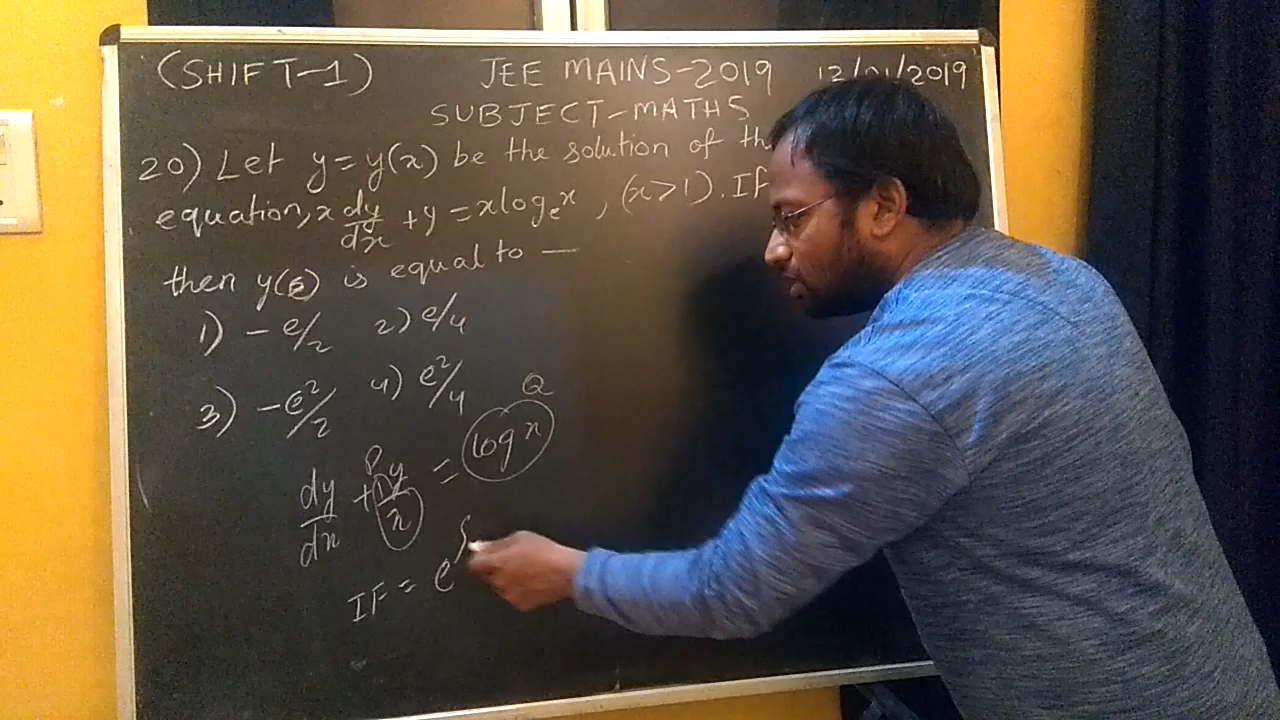 (SHIFT-1) JEE MAINS-2019 12/01/2019
SUBJECT-MATHS
20) Let y = y(x) be the solution of th
equation, x dy/dx + y = x log_e x , (x > 1). If
then y(e) is equal to —
1) -e/2 2) e/4
3) -e²/2 4) e²/4
Q
P
dy/dx + 1y/x = log x
IF = e^∫